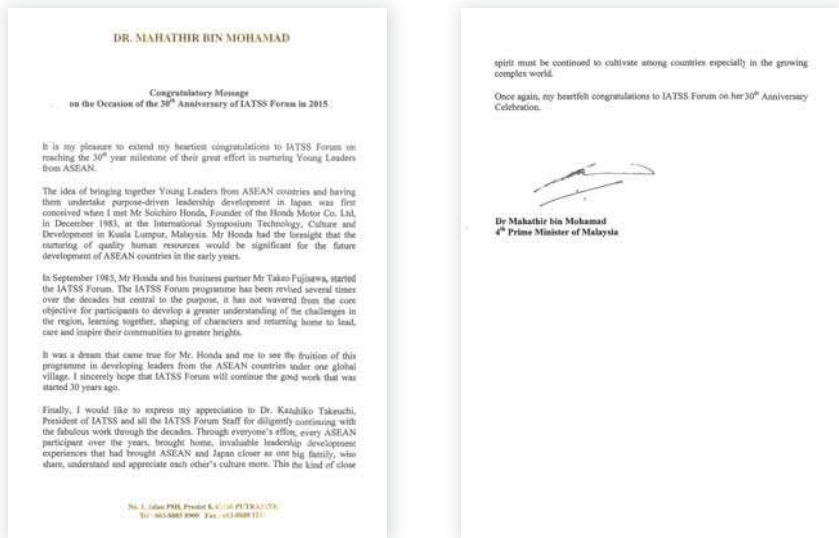 DR. MAHATHIR BIN MOHAMAD
Congratulatory Message
on the Occasion of the 30th Anniversary of IATSS Forum in 2015
It is my pleasure to extend my heartiest congratulations to IATSS Forum on
reaching the 30th year milestone of their great effort in nurturing Young Leaders
from ASEAN.
The idea of bringing together Young Leaders from ASEAN countries and having
them undertake purpose-driven leadership development in Japan was first
conceived when I met Mr Soichiro Honda, Founder of the Honda Motor Co. Ltd,
in December 1983, at the International Symposium Technology, Culture and
Development in Kuala Lumpur, Malaysia. Mr Honda had the foresight that the
nurturing of quality human resources would be significant for the future
development of ASEAN countries in the early years.
In September 1985, Mr Honda and his business partner Mr Takeo Fujisawa, started
the IATSS Forum. The IATSS Forum programme has been revised several times
over the decades but central to the purpose, it has not wavered from the core
objective for participants to develop a greater understanding of the challenges in
the region, learning together, shaping of characters and returning home to lead,
care and inspire their communities to greater heights.
It was a dream that came true for Mr. Honda and me to see the fruition of this
programme in developing leaders from the ASEAN countries under one global
village. I sincerely hope that IATSS Forum will continue the good work that was
started 30 years ago.
Finally, I would like to express my appreciation to Dr. Kazuhiko Takeuchi,
President of IATSS and all the IATSS Forum Staff for diligently continuing with
the fabulous work through the decades. Through everyone's effort, every ASEAN
participant over the years, brought home, invaluable leadership development
experiences that had brought ASEAN and Japan closer as one big family, who
share, understand and appreciate each other's culture more. This the kind of close
No. 1, Jalan P8H, Presint 8, PUTRAJAYA
Tel : 603-8885 8900 Fax :
spirit must be continued to cultivate among countries especially in the growing
complex world.
Once again, my heartfelt congratulations to IATSS Forum on her 30th Anniversary
Celebration.
Dr Mahathir bin Mohamad
4th Prime Minister of Malaysia